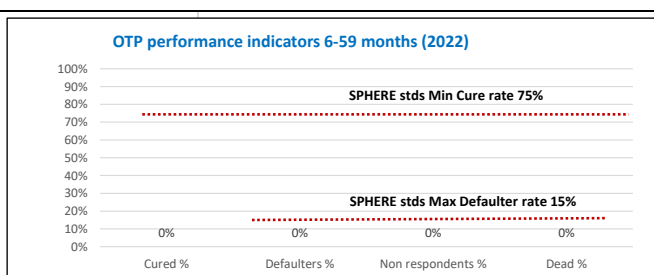 OTP performance indicators 6-59 months (2022)
100%
90%
80%
70%
60%
50%
40%
30%
20%
10%
0%
SPHERE stds Min Cure rate 75%
SPHERE stds Max Defaulter rate 15%
0% 0% 0% 0%
Cured % Defaulters % Non respondents % Dead %